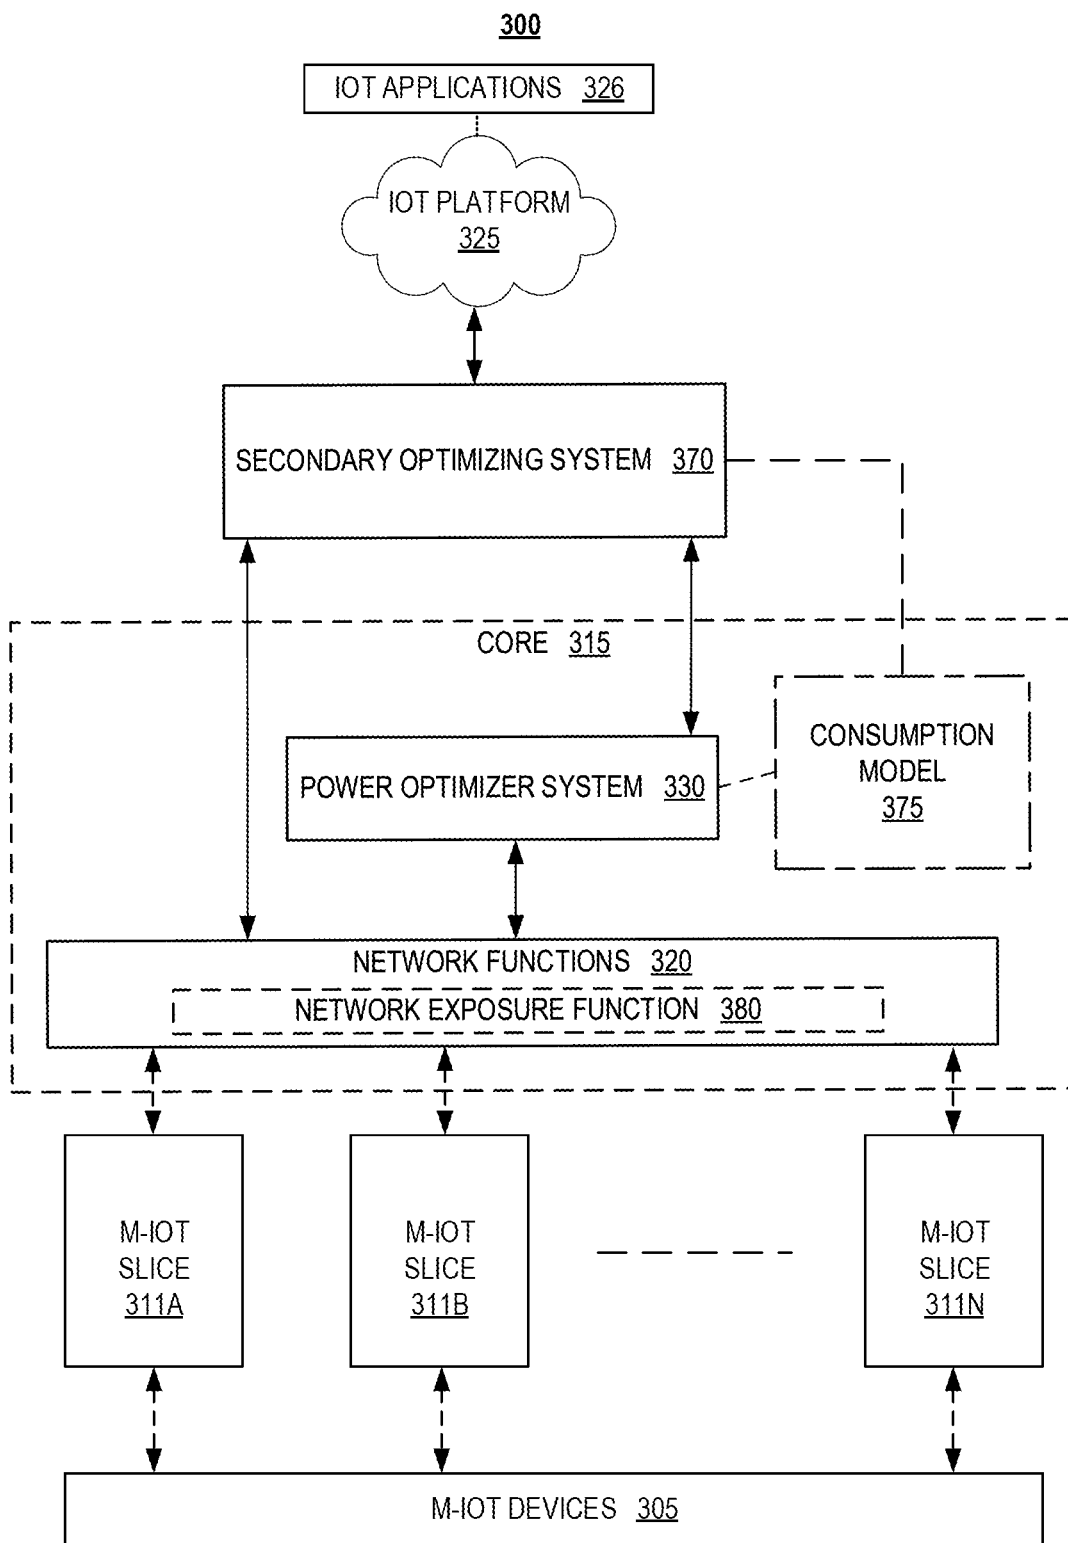 300
IOT APPLICATIONS 326
IOT PLATFORM
325
SECONDARY OPTIMIZING SYSTEM 370
CORE 315
CONSUMPTION
MODEL
375
POWER OPTIMIZER SYSTEM 330
NETWORK FUNCTIONS 320
NETWORK EXPOSURE FUNCTION 380
M-IOT
SLICE
311A
M-IOT
SLICE
311B
M-IOT
SLICE
311N
M-IOT DEVICES 305